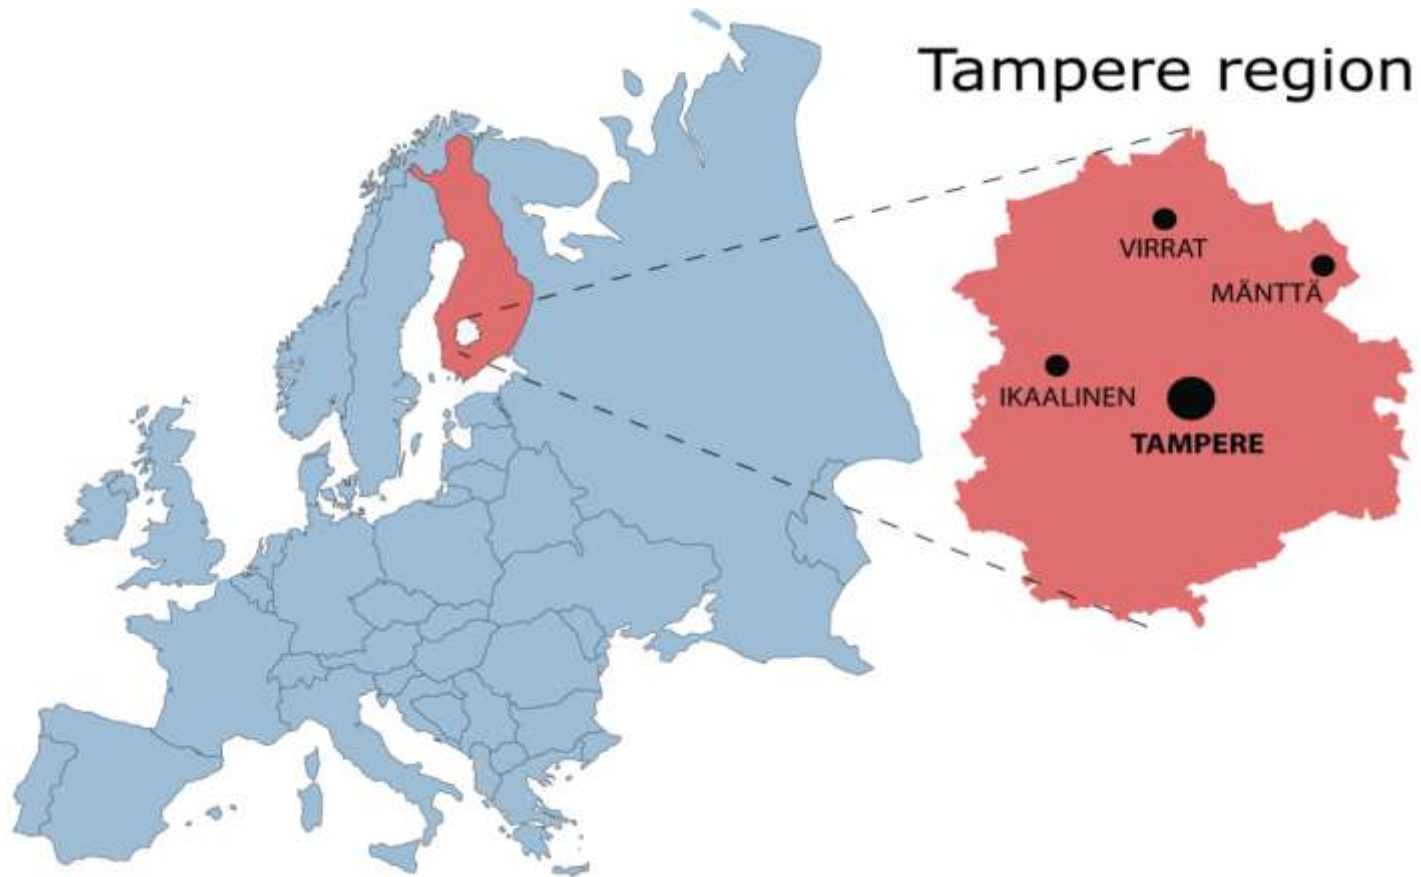 Tampere region
VIRRAT
MÄNTTÄ
IKAALINEN
TAMPERE